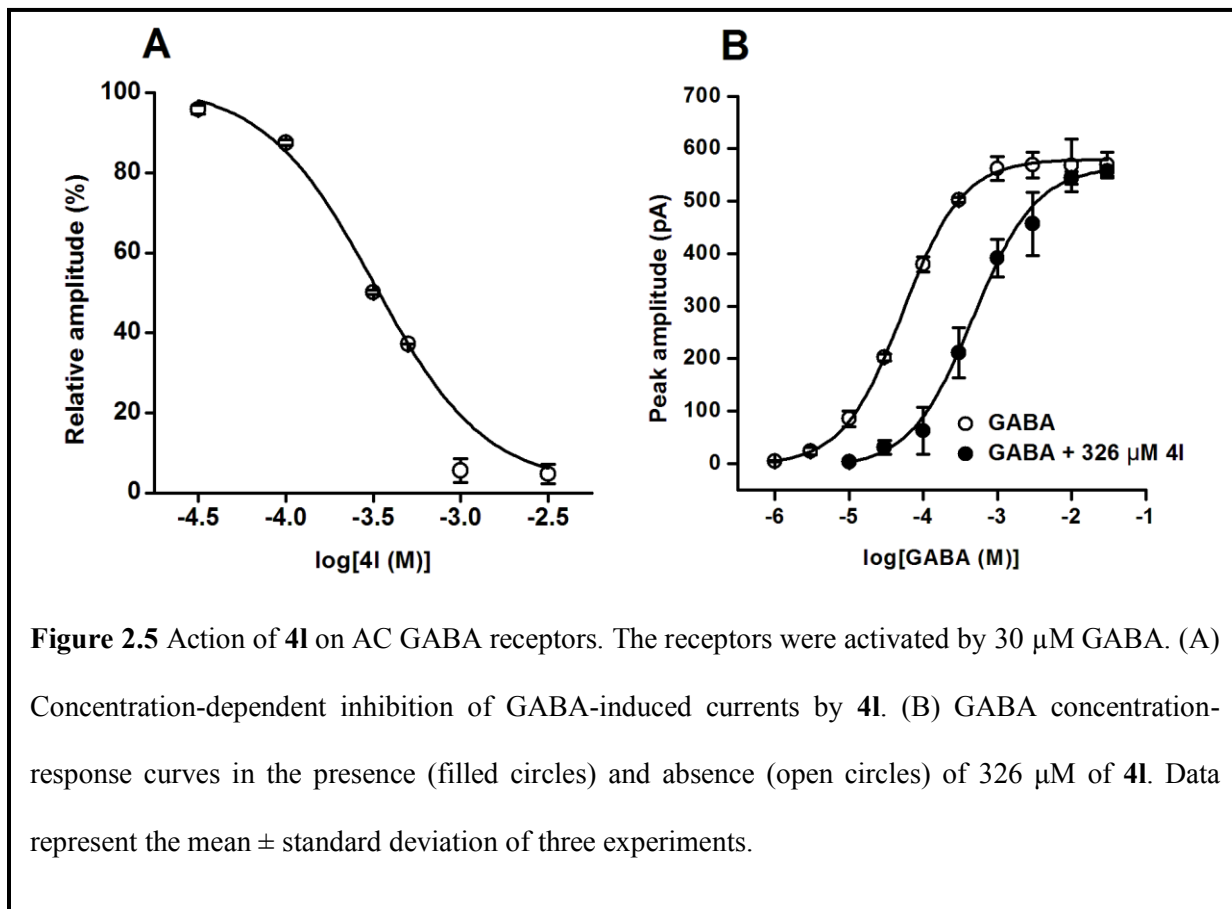 A
B
100
80
60
40
20
0
Relative amplitude (%)
-4.5 -4.0 -3.5 -3.0 -2.5
log[4l (M)]
700
600
500
400
300
200
100
0
Peak amplitude (pA)
GABA
GABA + 326 µM 4l
-6 -5 -4 -3 -2 -1
log[GABA (M)]
Figure 2.5 Action of 4l on AC GABA receptors. The receptors were activated by 30 µM GABA. (A)
Concentration-dependent inhibition of GABA-induced currents by 4l. (B) GABA concentration-
response curves in the presence (filled circles) and absence (open circles) of 326 µM of 4l. Data
represent the mean ± standard deviation of three experiments.